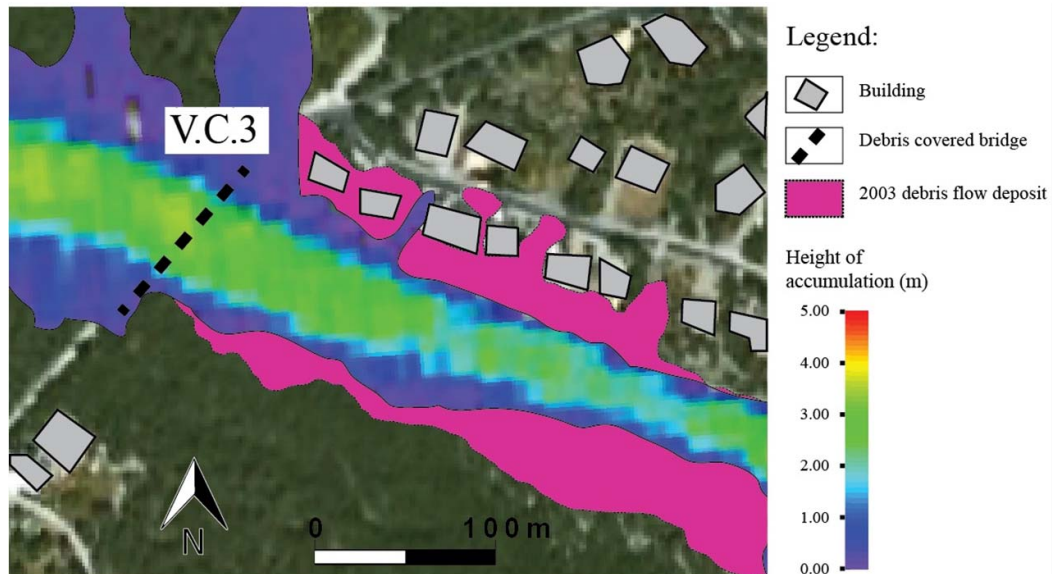 V.C.3
N
0 100m
Legend:
Building
Debris covered bridge
2003 debris flow deposit
Height of
accumulation (m)
5.00
4.00
3.00
2.00
1.00
0.00